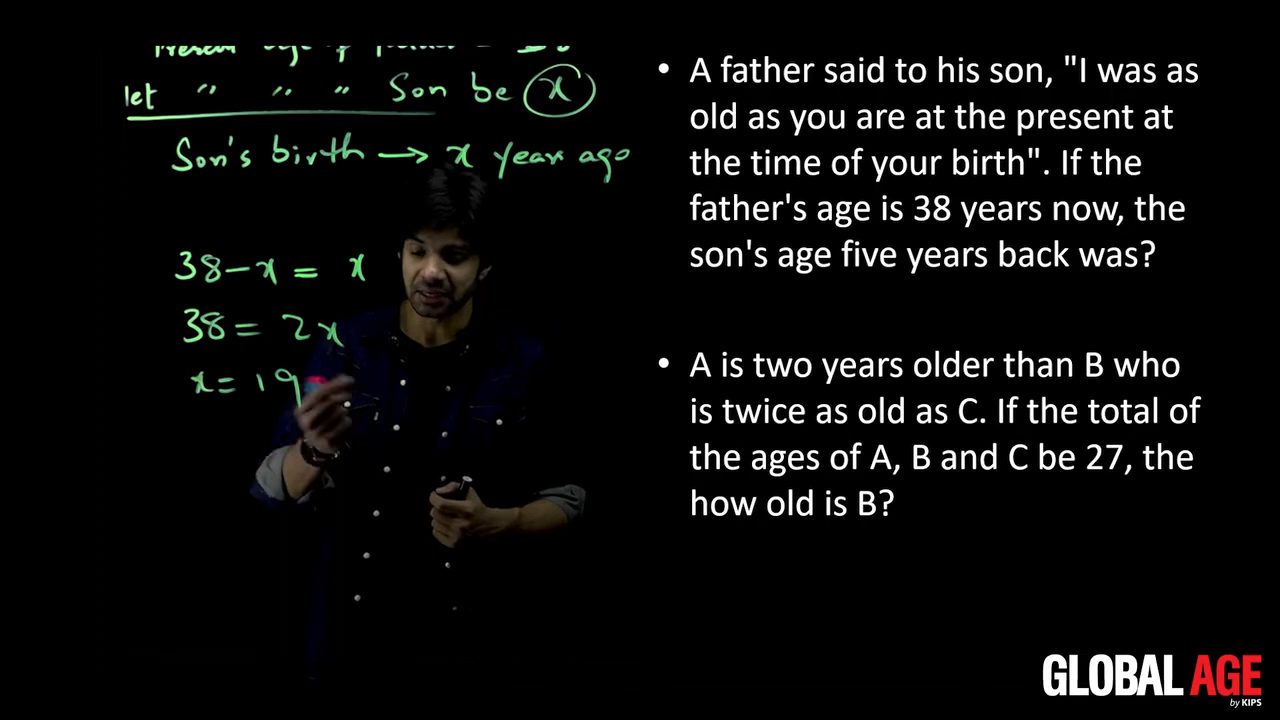 Present age of
let " " " Son be x
Son's birth → x year ago
38 - x = x
38 = 2x
x = 19
• A father said to his son, "I was as
old as you are at the present at
the time of your birth". If the
father's age is 38 years now, the
son's age five years back was?
• A is two years older than B who
is twice as old as C. If the total of
the ages of A, B and C be 27, the
how old is B?
GLOBAL AGE
by KIPS